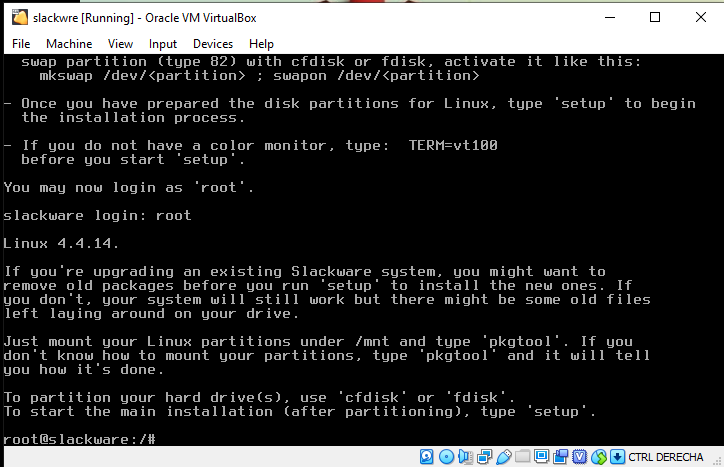 slackwre [Running] - Oracle VM VirtualBox
File Machine View Input Devices Help
swap partition (type 82) with cfdisk or fdisk, activate it like this:
mkswap /dev/<partition> ; swapon /dev/<partition>
- Once you have prepared the disk partitions for Linux, type 'setup' to begin
the installation process.
- If you do not have a color monitor, type:  TERM=vt100
before you start 'setup'.
You may now login as 'root'.
slackware login: root
Linux 4.4.14.
If you're upgrading an existing Slackware system, you might want to
remove old packages before you run 'setup' to install the new ones. If
you don't, your system will still work but there might be some old files
left laying around on your drive.
Just mount your Linux partitions under /mnt and type 'pkgtool'. If you
don't know how to mount your partitions, type 'pkgtool' and it will tell
you how it's done.
To partition your hard drive(s), use 'cfdisk' or 'fdisk'.
To start the main installation (after partitioning), type 'setup'.
root@slackware:/#
CTRL DERECHA